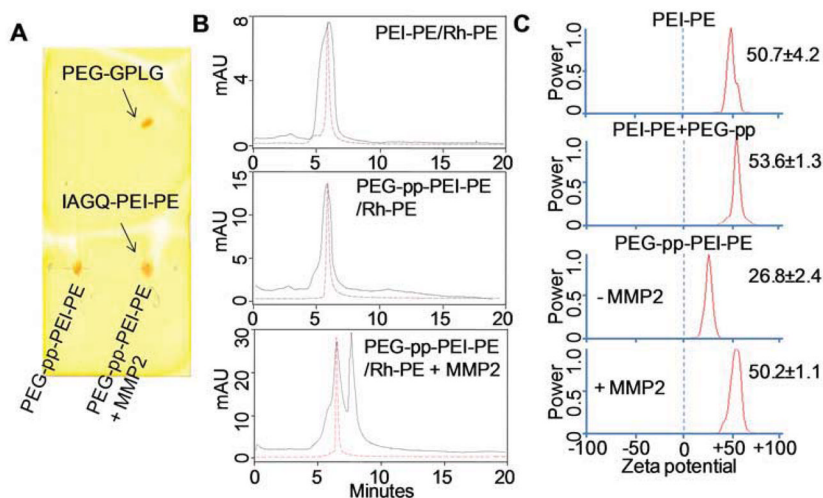 A
PEG-GPLG
IAGQ-PEI-PE
PEG-pp-PEI-PE
PEG-pp-PEI-PE
+ MMP2
B
PEI-PE/Rh-PE
mAU
8
4
0
0 5 10 15 20
PEG-pp-PEI-PE
/Rh-PE
mAU
15
10
5
0
0 5 10 15 20
PEG-pp-PEI-PE
/Rh-PE + MMP2
mAU
30
20
10
0
0 5 10 15 20
Minutes
C
PEI-PE
Power
1.0
0.5
0
50.7±4.2
PEI-PE+PEG-pp
Power
1.0
0.5
0
53.6±1.3
PEG-pp-PEI-PE
Power
1.0
0.5
0
- MMP2
26.8±2.4
Power
1.0
0.5
0
+ MMP2
50.2±1.1
-100 -50 0 +50 +100
Zeta potential